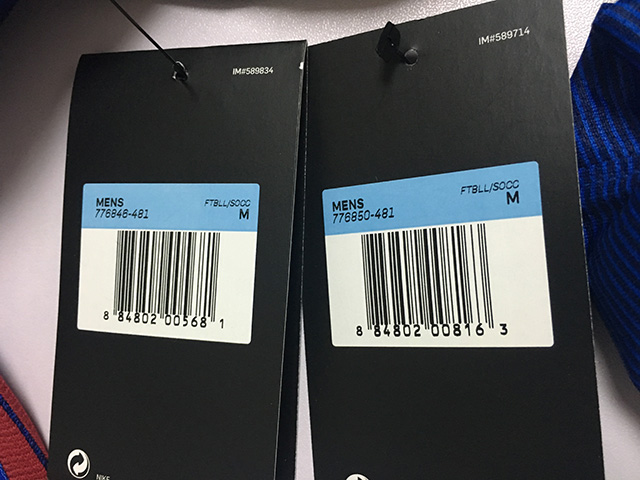 IM#589834
MENS
FTBLL/SOCC
776846-481
M
8 84802 00568 1
NIKE
IM#589714
MENS
FTBLL/SOCC
776850-481
M
8 84802 00816 3